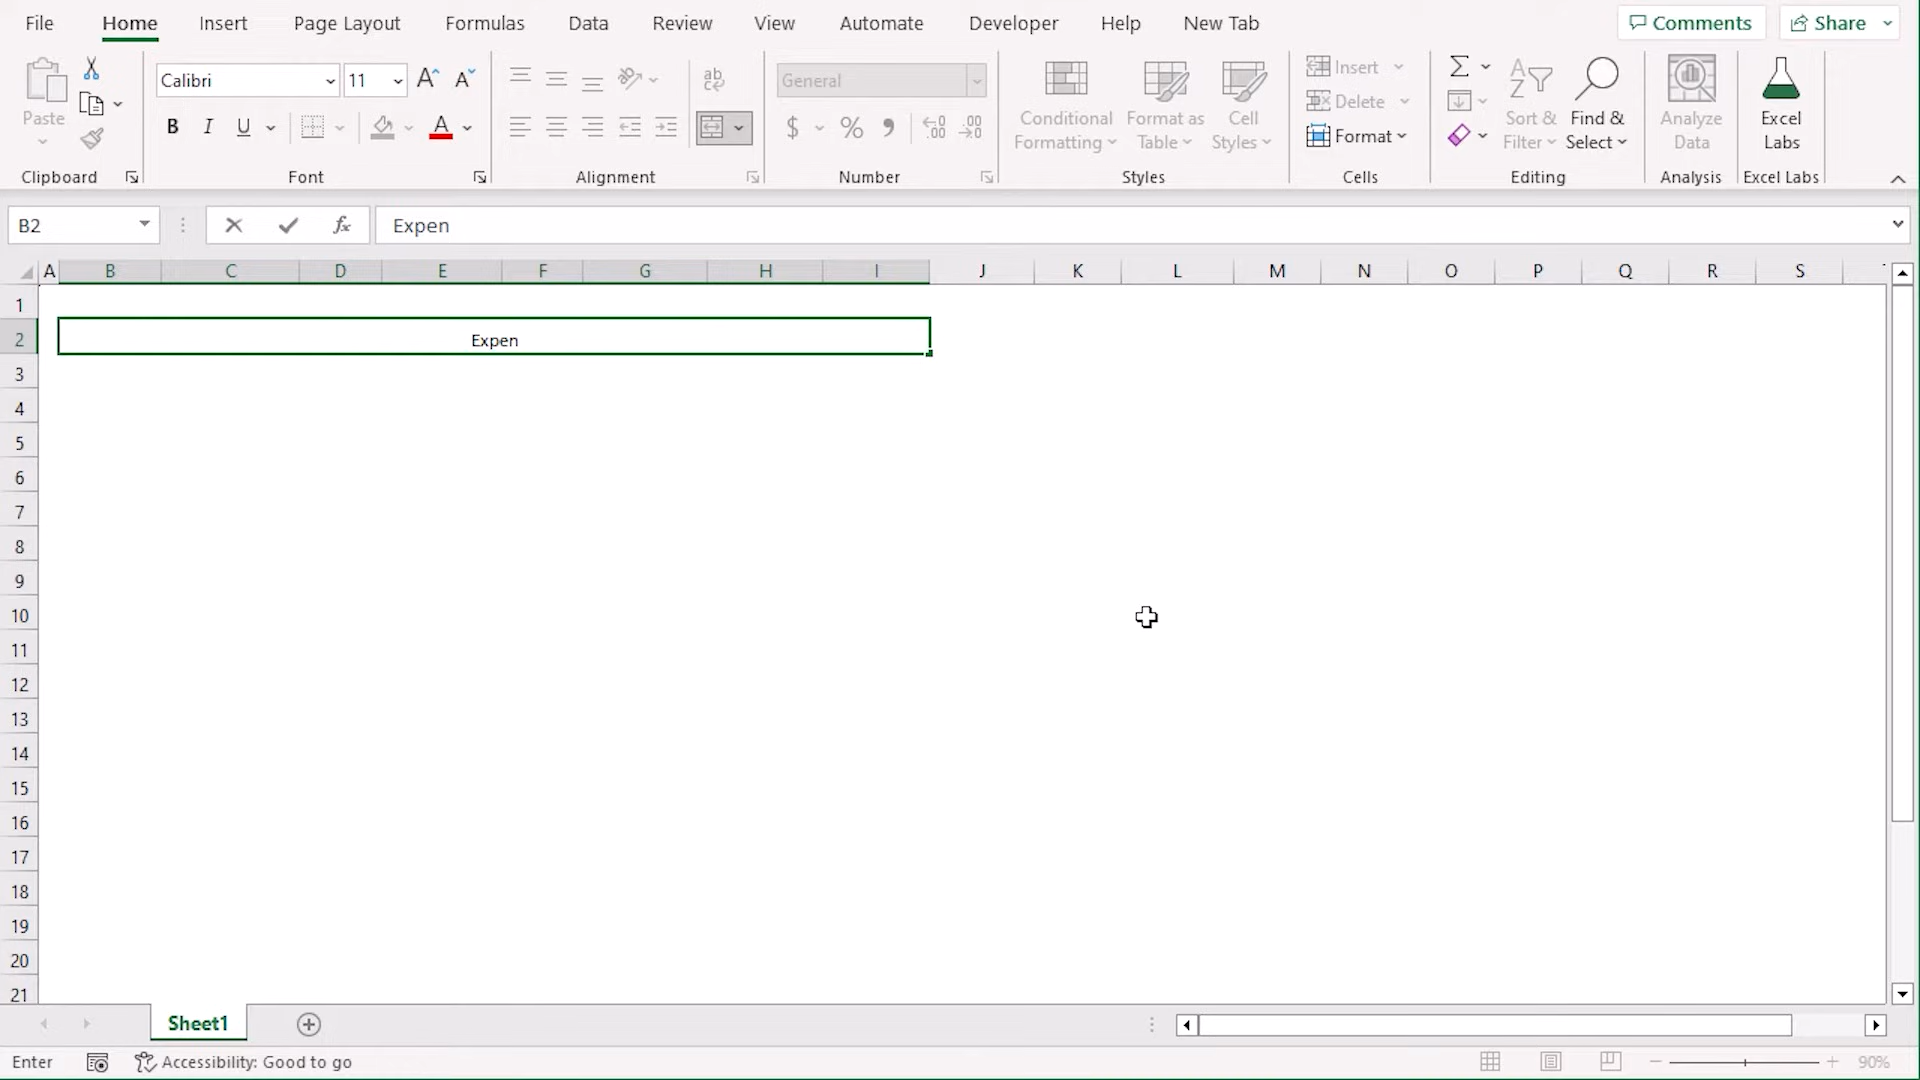 File Home Insert Page Layout Formulas Data Review View Automate Developer Help New Tab Comments Share
Paste
Calibri 11
B I U A
ab
General
$ % 9
Conditional Formatting
Format as Table
Cell Styles
Insert
Delete
Format
Sort & Filter
Find & Select
Analyze Data
Excel Labs
Clipboard Font Alignment Number Styles Cells Editing Analysis Excel Labs
B2 fx Expen
A B C D E F G H I J K L M N O P Q R S
1
2 Expen
3
4
5
6
7
8
9
10
11
12
13
14
15
16
17
18
19
20
21
Sheet1
Enter Accessibility: Good to go 90%